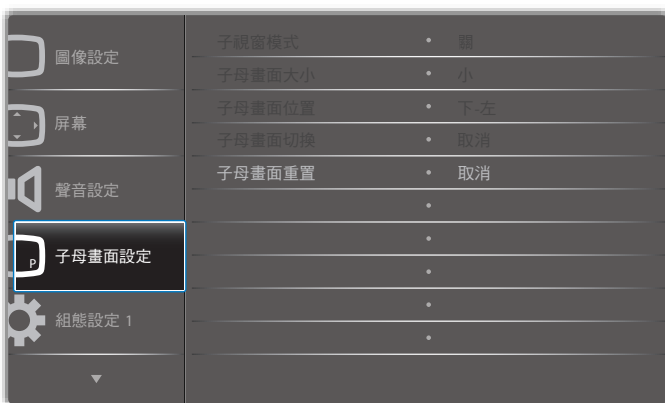 圖像設定
屏幕
聲音設定
P
子母畫面設定
組態設定 1
▼
子視窗模式 • 關
子母畫面大小 • 小
子母畫面位置 • 下-左
子母畫面切換 • 取消
子母畫面重置 • 取消
•
•
•
•
•